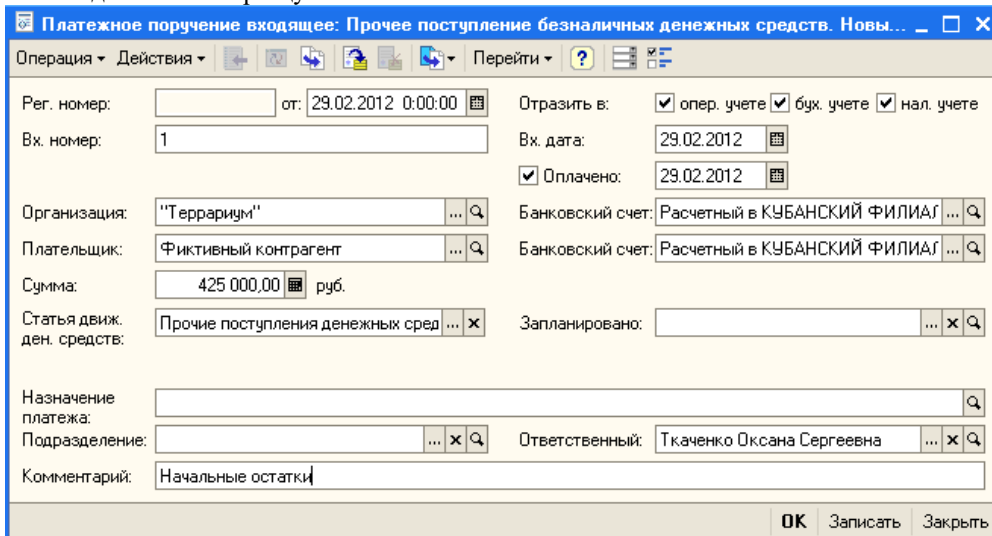 Платежное поручение входящее: Прочее поступление безналичных денежных средств. Новы...
Операция Действия Перейти ?
Рег. номер: от: 29.02.2012 0:00:00 Отразить в: опер. учете бух. учете нал. учете
Вх. номер: 1 Вх. дата: 29.02.2012
Оплачено: 29.02.2012
Организация: "Террариум" ... Банковский счет: Расчетный в КУБАНСКИЙ ФИЛИАЛ ...
Плательщик: Фиктивный контрагент ... Банковский счет: Расчетный в КУБАНСКИЙ ФИЛИАЛ ...
Сумма: 425 000,00 руб.
Статья движ. ден. средств: Прочие поступления денежных сред ... x Запланировано: ... x
Назначение платежа:
Подразделение: ... x Ответственный: Ткаченко Оксана Сергеевна ... x
Комментарий: Начальные остатки
OK Записать Закрыть